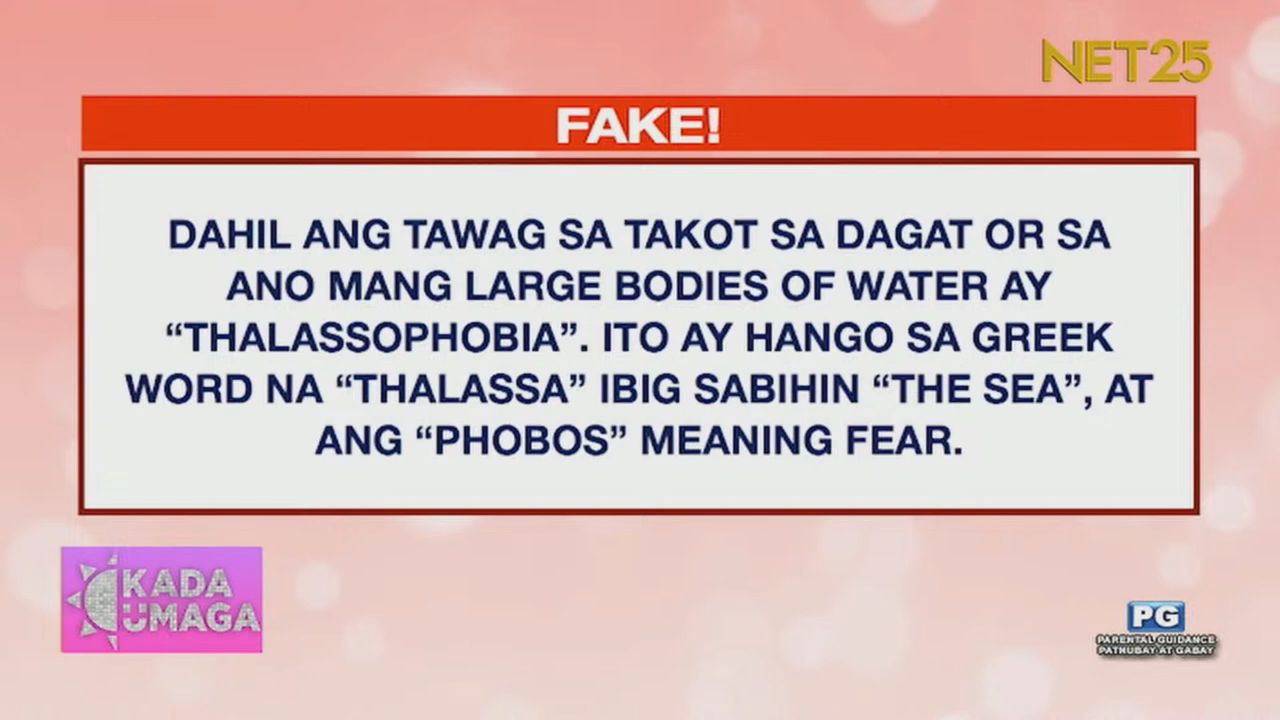 NET25
FAKE!
DAHIL ANG TAWAG SA TAKOT SA DAGAT OR SA
ANO MANG LARGE BODIES OF WATER AY
“THALASSOPHOBIA”. ITO AY HANGO SA GREEK
WORD NA “THALASSA” IBIG SABIHIN “THE SEA”, AT
ANG “PHOBOS” MEANING FEAR.
KADA
UMAGA
PG
PARENTAL GUIDANCE
PATNUBAY AT GABAY